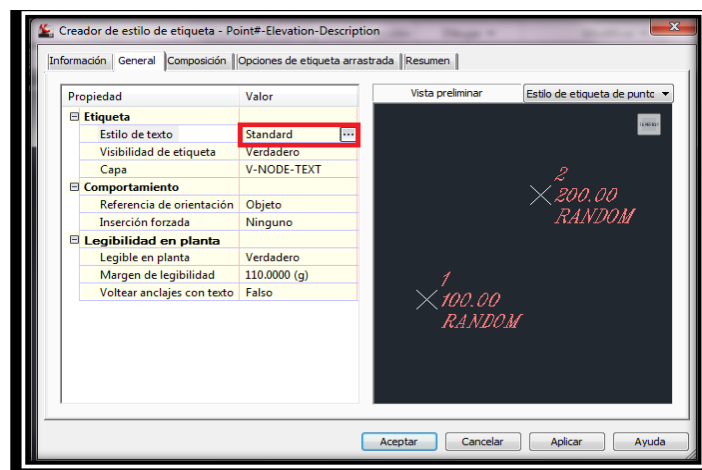 Creador de estilo de etiqueta - Point#-Elevation-Description
Información General Composición Opciones de etiqueta arrastrada Resumen
Propiedad Valor
Etiqueta
Estilo de texto Standard ...
Visibilidad de etiqueta Verdadero
Capa V-NODE-TEXT
Comportamiento
Referencia de orientación Objeto
Inserción forzada Ninguno
Legibilidad en planta
Legible en planta Verdadero
Margen de legibilidad 110.0000 (g)
Voltear anclajes con texto Falso
Vista preliminar Estilo de etiqueta de punto
2
200.00
RANDOM
1
100.00
RANDOM
Aceptar Cancelar Aplicar Ayuda